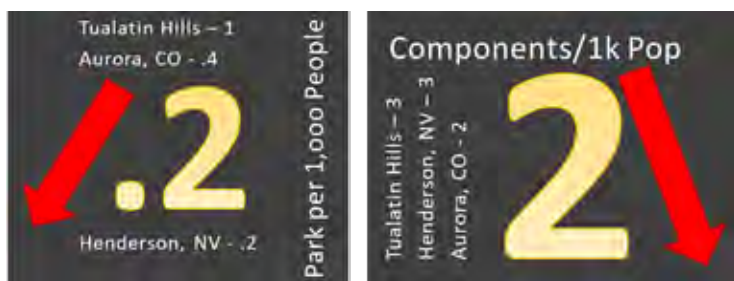 Tualatin Hills – 1
Aurora, CO - .4
.2
Henderson, NV - .2
Park per 1,000 People
Components/1k Pop
Tualatin Hills – 3
Henderson, NV – 3
Aurora, CO - 2
2